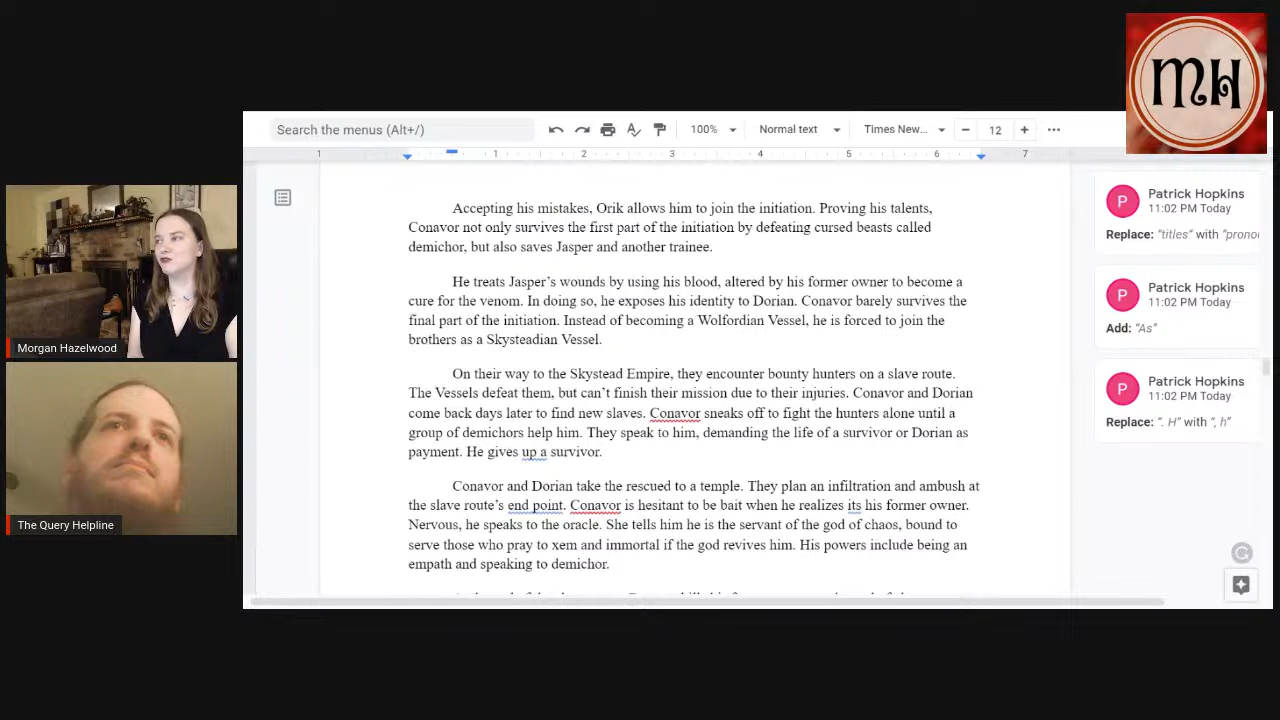 MH
Search the menus (Alt+/)
100%
Normal text
Times New...
12
1 1 2 3 4 5 6 7
Accepting his mistakes, Orik allows him to join the initiation. Proving his talents,
Conavor not only survives the first part of the initiation by defeating cursed beasts called
demichor, but also saves Jasper and another trainee.
He treats Jasper’s wounds by using his blood, altered by his former owner to become a
cure for the venom. In doing so, he exposes his identity to Dorian. Conavor barely survives the
final part of the initiation. Instead of becoming a Wolfordian Vessel, he is forced to join the
brothers as a Skysteadian Vessel.
On their way to the Skystead Empire, they encounter bounty hunters on a slave route.
The Vessels defeat them, but can’t finish their mission due to their injuries. Conavor and Dorian
come back days later to find new slaves. Conavor sneaks off to fight the hunters alone until a
group of demichors help him. They speak to him, demanding the life of a survivor or Dorian as
payment. He gives up a survivor.
Conavor and Dorian take the rescued to a temple. They plan an infiltration and ambush at
the slave route’s end point. Conavor is hesitant to be bait when he realizes its his former owner.
Nervous, he speaks to the oracle. She tells him he is the servant of the god of chaos, bound to
serve those who pray to xem and immortal if the god revives him. His powers include being an
empath and speaking to demichor.
P
Patrick Hopkins
11:02 PM Today
Replace: “titles” with “prono
P
Patrick Hopkins
11:02 PM Today
Add: “As”
P
Patrick Hopkins
11:02 PM Today
Replace: “. H” with “, h”
Morgan Hazelwood
The Query Helpline